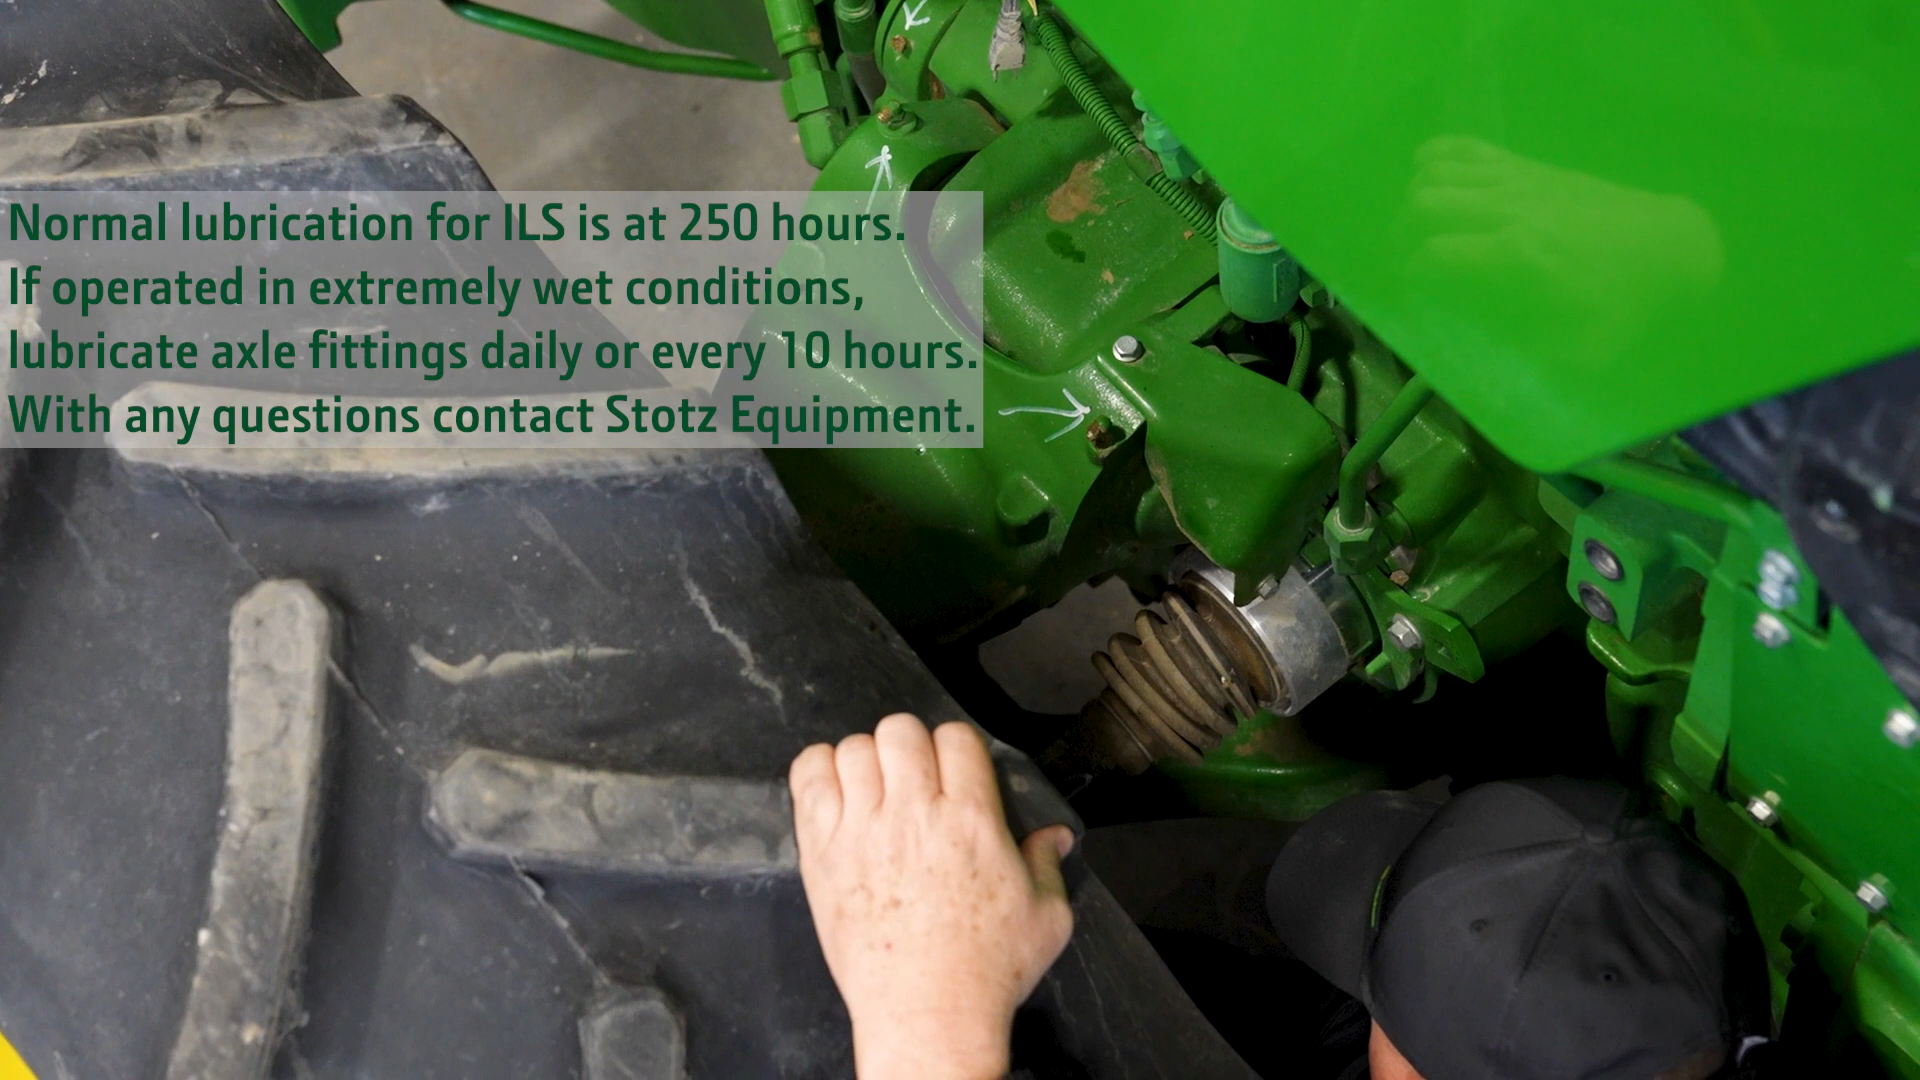 Normal lubrication for ILS is at 250 hours.
If operated in extremely wet conditions,
lubricate axle fittings daily or every 10 hours.
With any questions contact Stotz Equipment.